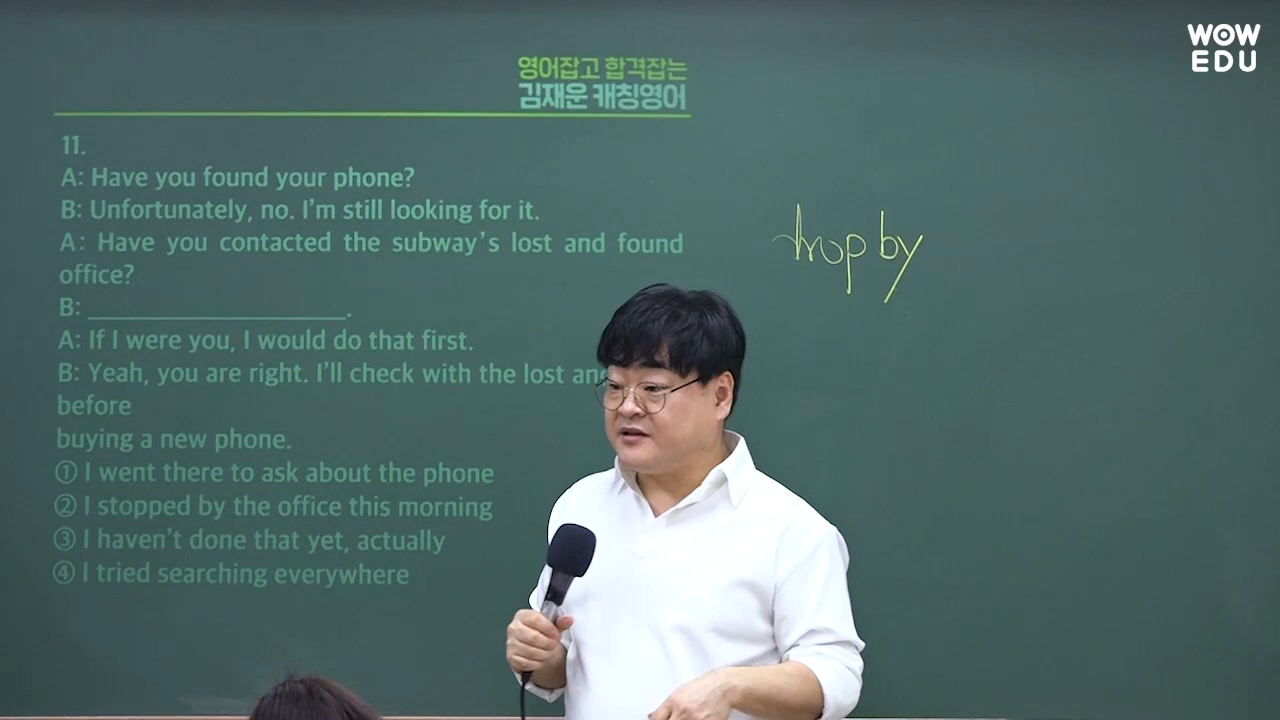 WOW
EDU
영어잡고 합격잡는
김재운 캐칭영어
11.
A: Have you found your phone?
B: Unfortunately, no. I'm still looking for it.
A: Have you contacted the subway's lost and found
office?
B: ____________________.
A: If I were you, I would do that first.
B: Yeah, you are right. I'll check with the lost and
before
buying a new phone.
① I went there to ask about the phone
② I stopped by the office this morning
③ I haven't done that yet, actually
④ I tried searching everywhere
drop by